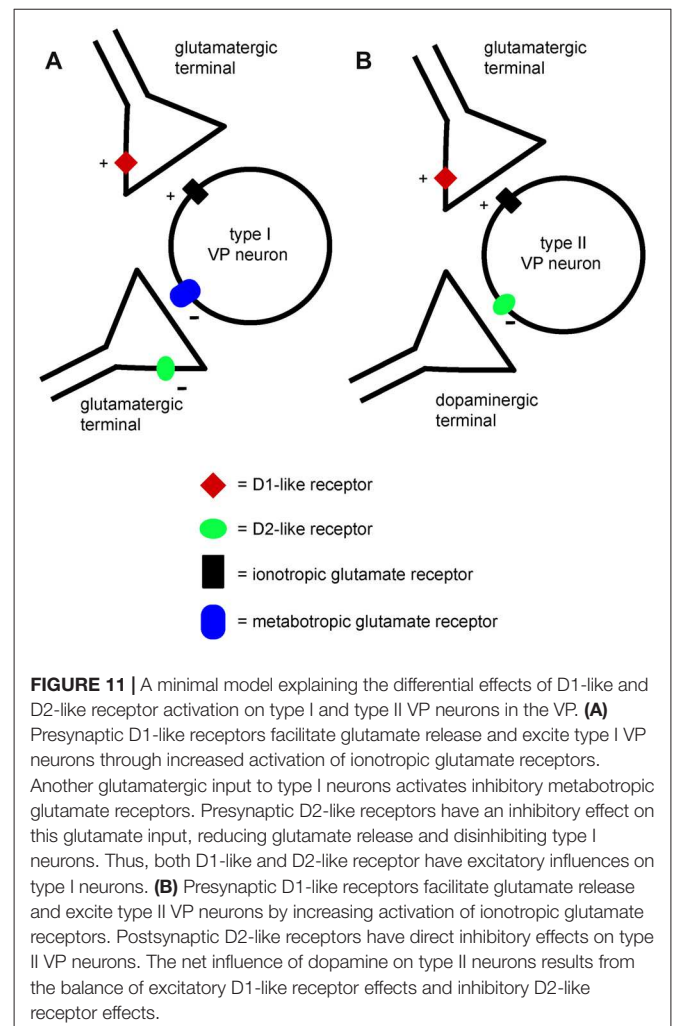 A
glutamatergic
terminal
+
+
type I
VP neuron
-
-
glutamatergic
terminal
B
glutamatergic
terminal
+
+
type II
VP neuron
-
dopaminergic
terminal
= D1-like receptor
= D2-like receptor
= ionotropic glutamate receptor
= metabotropic glutamate receptor
FIGURE 11 | A minimal model explaining the differential effects of D1-like and
D2-like receptor activation on type I and type II VP neurons in the VP. (A)
Presynaptic D1-like receptors facilitate glutamate release and excite type I VP
neurons through increased activation of ionotropic glutamate receptors.
Another glutamatergic input to type I neurons activates inhibitory metabotropic
glutamate receptors. Presynaptic D2-like receptors have an inhibitory effect on
this glutamate input, reducing glutamate release and disinhibiting type I
neurons. Thus, both D1-like and D2-like receptor have excitatory influences on
type I neurons. (B) Presynaptic D1-like receptors facilitate glutamate release
and excite type II VP neurons by increasing activation of ionotropic glutamate
receptors. Postsynaptic D2-like receptors have direct inhibitory effects on type
II VP neurons. The net influence of dopamine on type II neurons results from
the balance of excitatory D1-like receptor effects and inhibitory D2-like
receptor effects.